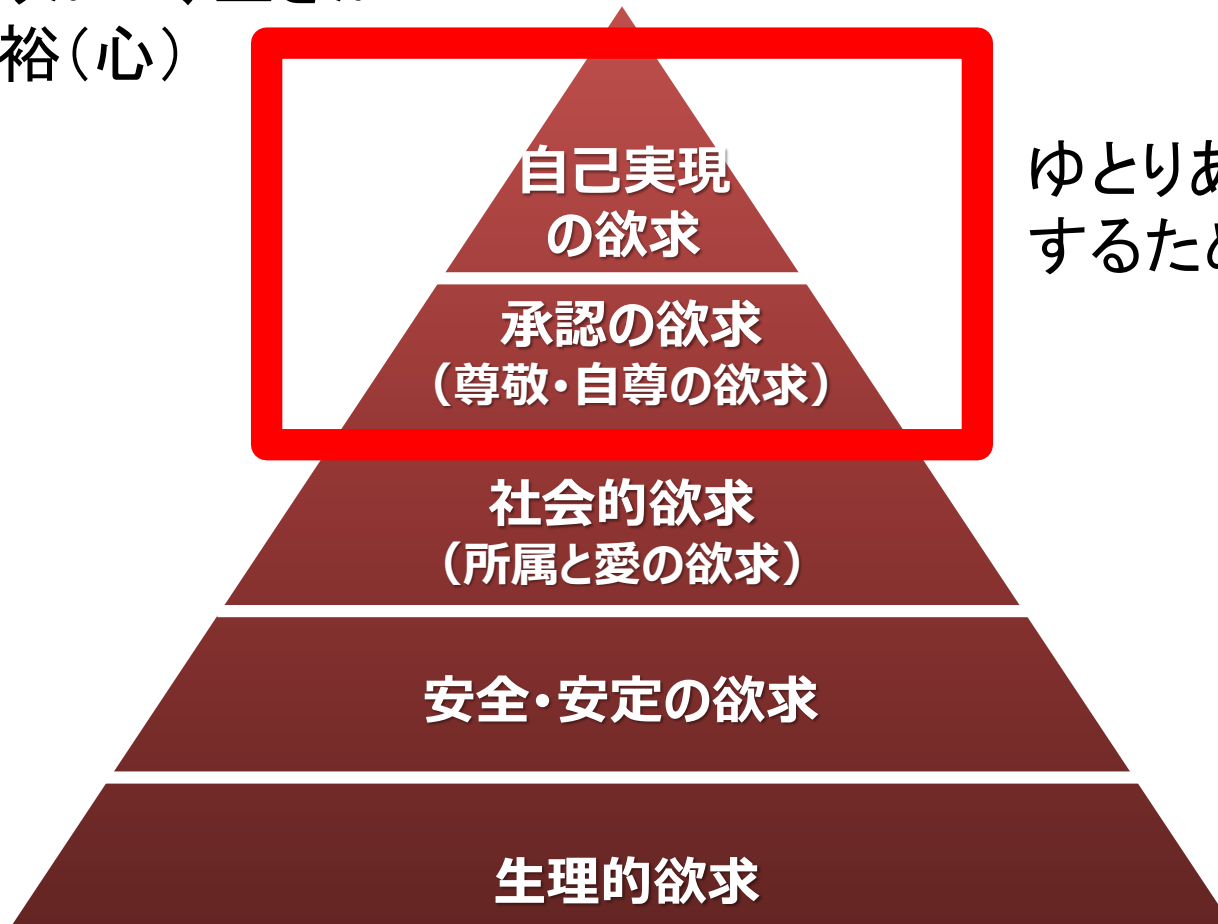 裕（心）
ゆとりあ
するため
自己実現
の欲求
承認の欲求
（尊敬・自尊の欲求）
社会的欲求
（所属と愛の欲求）
安全・安定の欲求
生理的欲求